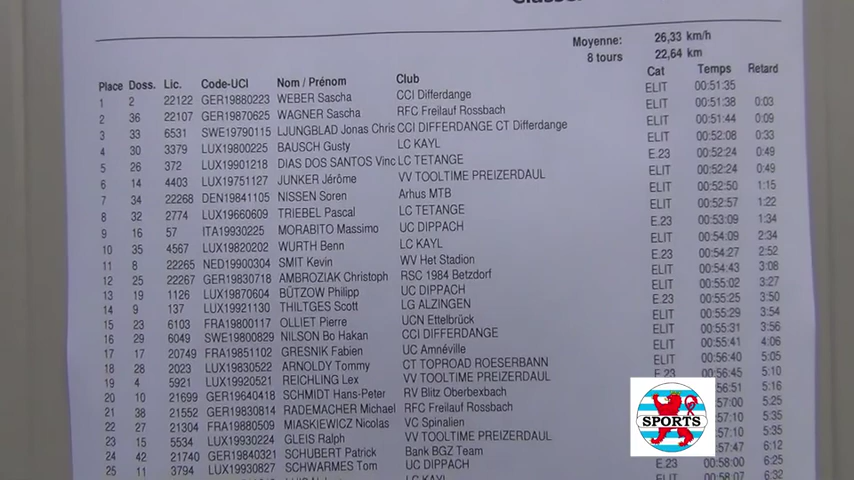 Moyenne: 26,33 km/h
8 tours 22,64 km
Place Doss. Lic. Code-UCI Nom / Prénom Club Cat Temps Retard
1 2 22122 GER19880223 WEBER Sascha CCI Differdange ELIT 00:51:35
2 36 22107 GER19870625 WAGNER Sascha RFC Freilauf Rossbach ELIT 00:51:38 0:03
3 33 6531 SWE19790115 LJUNGBLAD Jonas Chris CCI DIFFERDANGE CT Differdange ELIT 00:51:44 0:09
4 30 3379 LUX19800225 BAUSCH Gusty LC KAYL ELIT 00:52:08 0:33
5 26 372 LUX19901218 DIAS DOS SANTOS Vinc LC TETANGE E.23 00:52:24 0:49
6 14 4403 LUX19751127 JUNKER Jérôme VV TOOLTIME PREIZERDAUL ELIT 00:52:24 0:49
7 34 22268 DEN19841105 NISSEN Soren Arhus MTB ELIT 00:52:50 1:15
8 32 2774 LUX19660609 TRIEBEL Pascal LC TETANGE ELIT 00:52:57 1:22
9 16 57 ITA19930225 MORABITO Massimo UC DIPPACH E.23 00:53:09 1:34
10 35 4567 LUX19820202 WURTH Benn LC KAYL ELIT 00:54:09 2:34
11 8 22265 NED19900304 SMIT Kevin WV Het Stadion E.23 00:54:27 2:52
12 25 22267 GER19830718 AMBROZIAK Christoph RSC 1984 Betzdorf ELIT 00:54:43 3:08
13 19 1126 LUX19870604 BÜTZOW Philipp UC DIPPACH ELIT 00:55:02 3:27
14 9 137 LUX19921130 THILTGES Scott LG ALZINGEN E.23 00:55:25 3:50
15 23 6103 FRA19800117 OLLIET Pierre UCN Ettelbrück ELIT 00:55:29 3:54
16 29 6049 SWE19800829 NILSON Bo Hakan CCI DIFFERDANGE ELIT 00:55:31 3:56
17 17 20749 FRA19851102 GRESNIK Fabien UC Amnéville ELIT 00:55:41 4:06
18 28 2023 LUX19830522 ARNOLDY Tommy CT TOPROAD ROESERBANN ELIT 00:56:40 5:05
19 4 5921 LUX19920521 REICHLING Lex VV TOOLTIME PREIZERDAUL E.23 00:56:45 5:10
20 10 21699 GER19640418 SCHMIDT Hans-Peter RV Blitz Oberbexbach :56:51 5:16
21 38 21552 GER19830814 RADEMACHER Michael RFC Freilauf Rossbach :57:00 5:25
22 27 21304 FRA19880509 MIASKIEWICZ Nicolas VC Spinalien :57:10 5:35
23 15 5534 LUX19930224 GLEIS Ralph VV TOOLTIME PREIZERDAUL :57:10 5:35
24 42 21740 GER19840321 SCHUBERT Patrick Bank BGZ Team :57:47 6:12
25 11 3794 LUX19930827 SCHWARMES Tom UC DIPPACH E.23 00:58:00 6:25
ELIT 00:58:07 6:32
SPORTS